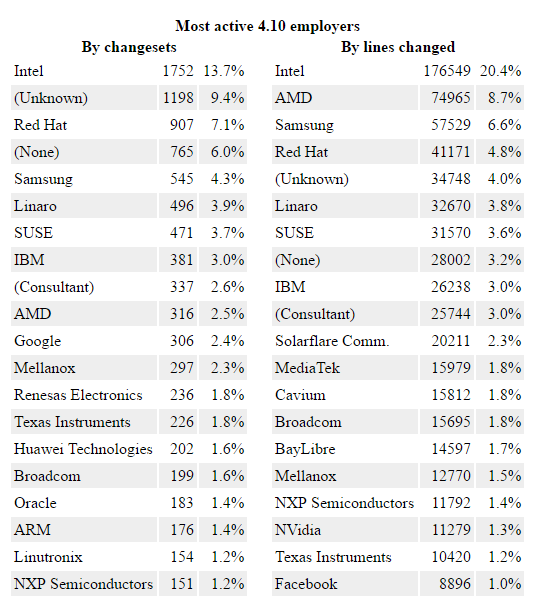 Most active 4.10 employers
By changesets By lines changed
Intel 1752 13.7% Intel 176549 20.4%
(Unknown) 1198 9.4% AMD 74965 8.7%
Red Hat 907 7.1% Samsung 57529 6.6%
(None) 765 6.0% Red Hat 41171 4.8%
Samsung 545 4.3% (Unknown) 34748 4.0%
Linaro 496 3.9% Linaro 32670 3.8%
SUSE 471 3.7% SUSE 31570 3.6%
IBM 381 3.0% (None) 28002 3.2%
(Consultant) 337 2.6% IBM 26238 3.0%
AMD 316 2.5% (Consultant) 25744 3.0%
Google 306 2.4% Solarflare Comm. 20211 2.3%
Mellanox 297 2.3% MediaTek 15979 1.8%
Renesas Electronics 236 1.8% Cavium 15812 1.8%
Texas Instruments 226 1.8% Broadcom 15695 1.8%
Huawei Technologies 202 1.6% BayLibre 14597 1.7%
Broadcom 199 1.6% Mellanox 12770 1.5%
Oracle 183 1.4% NXP Semiconductors 11792 1.4%
ARM 176 1.4% NVidia 11279 1.3%
Linutronix 154 1.2% Texas Instruments 10420 1.2%
NXP Semiconductors 151 1.2% Facebook 8896 1.0%